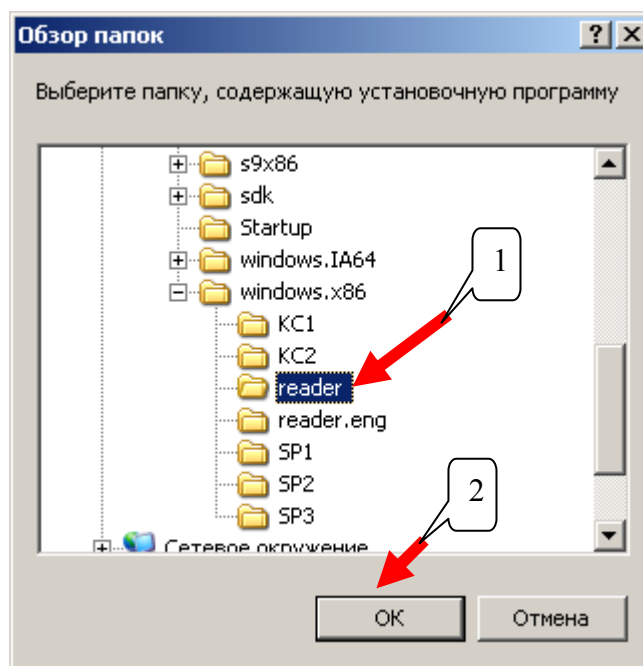 Обзор папок
Выберите папку, содержащую установочную программу
s9x86
sdk
Startup
windows.IA64
1
windows.x86
KC1
KC2
reader
reader.eng
SP1
SP2
2
SP3
Сетевое окружение
OK
Отмена